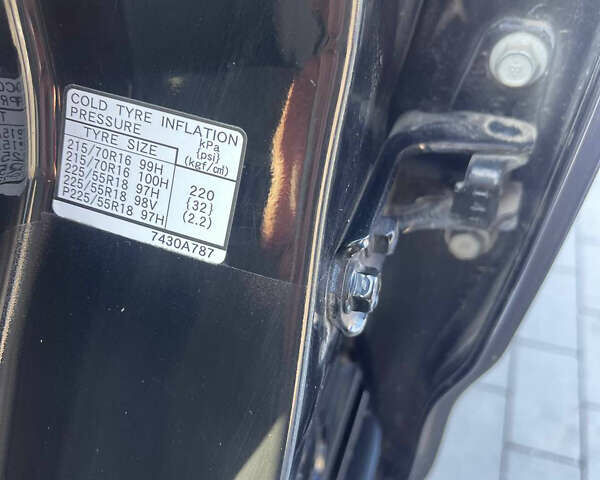 COLD TYRE INFLATION
PRESSURE
TYRE SIZE kPa {psi} (kgf/㎠)
215/70R16 99H
215/70R16 100H
225/55R18 97H
225/55R18 98V
P225/55R18 97H
220
{32}
(2.2)
7430A787